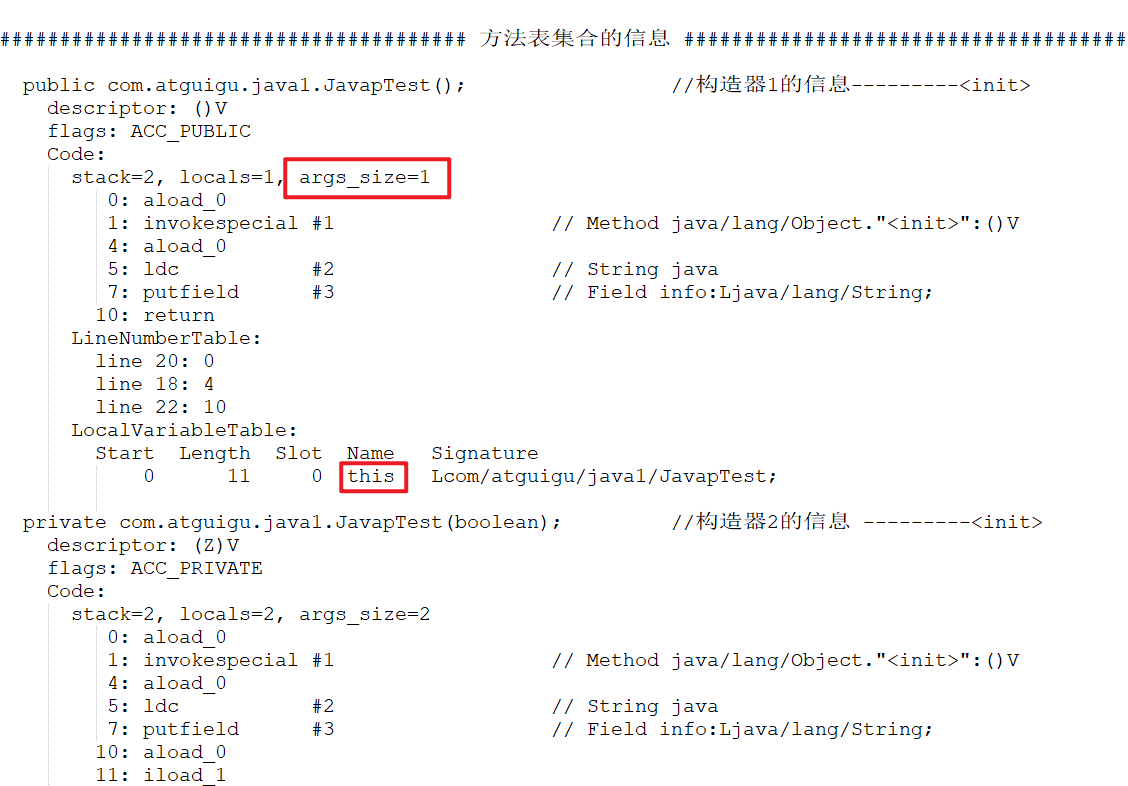 ####################################### 方法表集合的信息 #####################################
public com.atguigu.java1.JavapTest(); //构造器1的信息---------<init>
descriptor: ()V
flags: ACC_PUBLIC
Code:
stack=2, locals=1, args_size=1
0: aload_0
1: invokespecial #1 // Method java/lang/Object."<init>":()V
4: aload_0
5: ldc #2 // String java
7: putfield #3 // Field info:Ljava/lang/String;
10: return
LineNumberTable:
line 20: 0
line 18: 4
line 22: 10
LocalVariableTable:
Start Length Slot Name Signature
0 11 0 this Lcom/atguigu/java1/JavapTest;
private com.atguigu.java1.JavapTest(boolean); //构造器2的信息 ---------<init>
descriptor: (Z)V
flags: ACC_PRIVATE
Code:
stack=2, locals=2, args_size=2
0: aload_0
1: invokespecial #1 // Method java/lang/Object."<init>":()V
4: aload_0
5: ldc #2 // String java
7: putfield #3 // Field info:Ljava/lang/String;
10: aload_0
11: iload_1